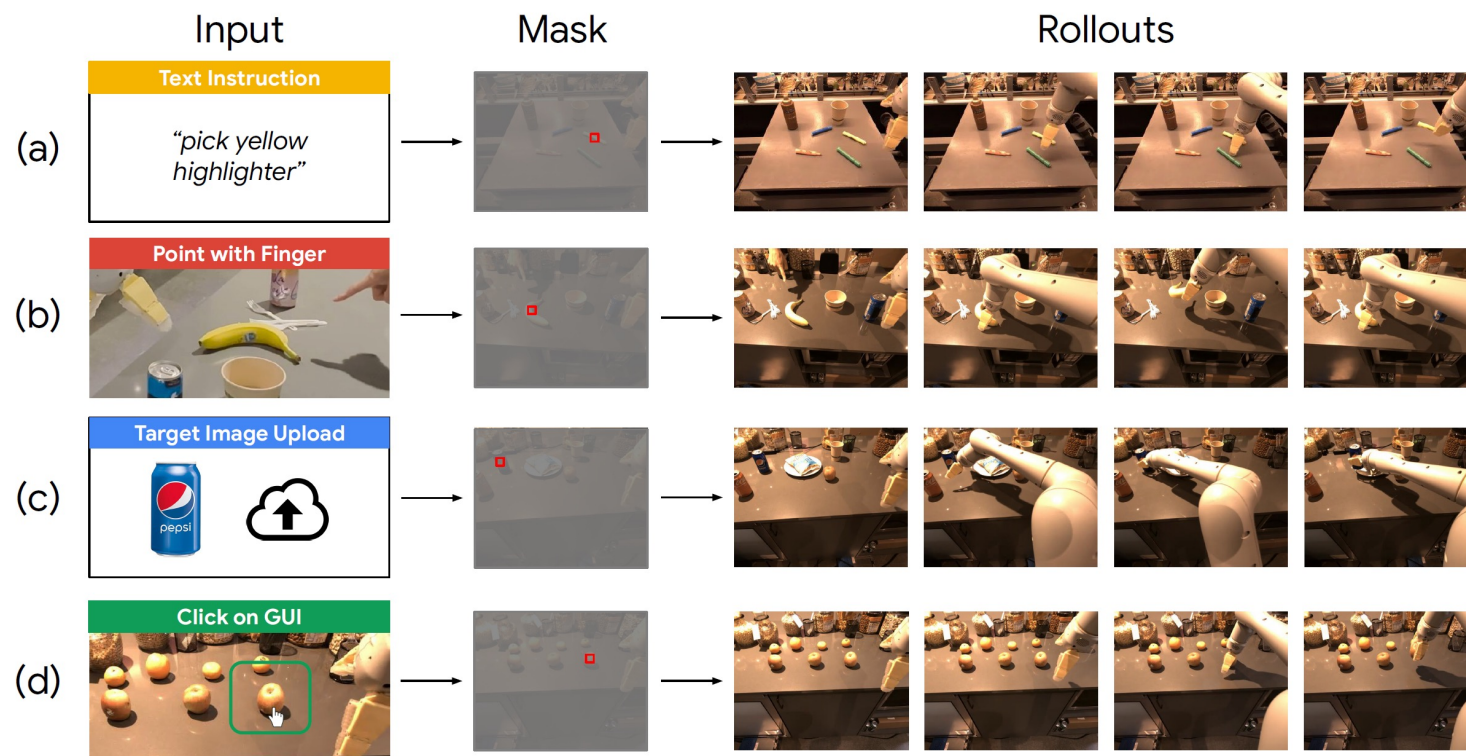 Input
Mask
Rollouts
(a)
Text Instruction
“pick yellow
highlighter”
(b)
Point with Finger
(c)
Target Image Upload
pepsi
(d)
Click on GUI